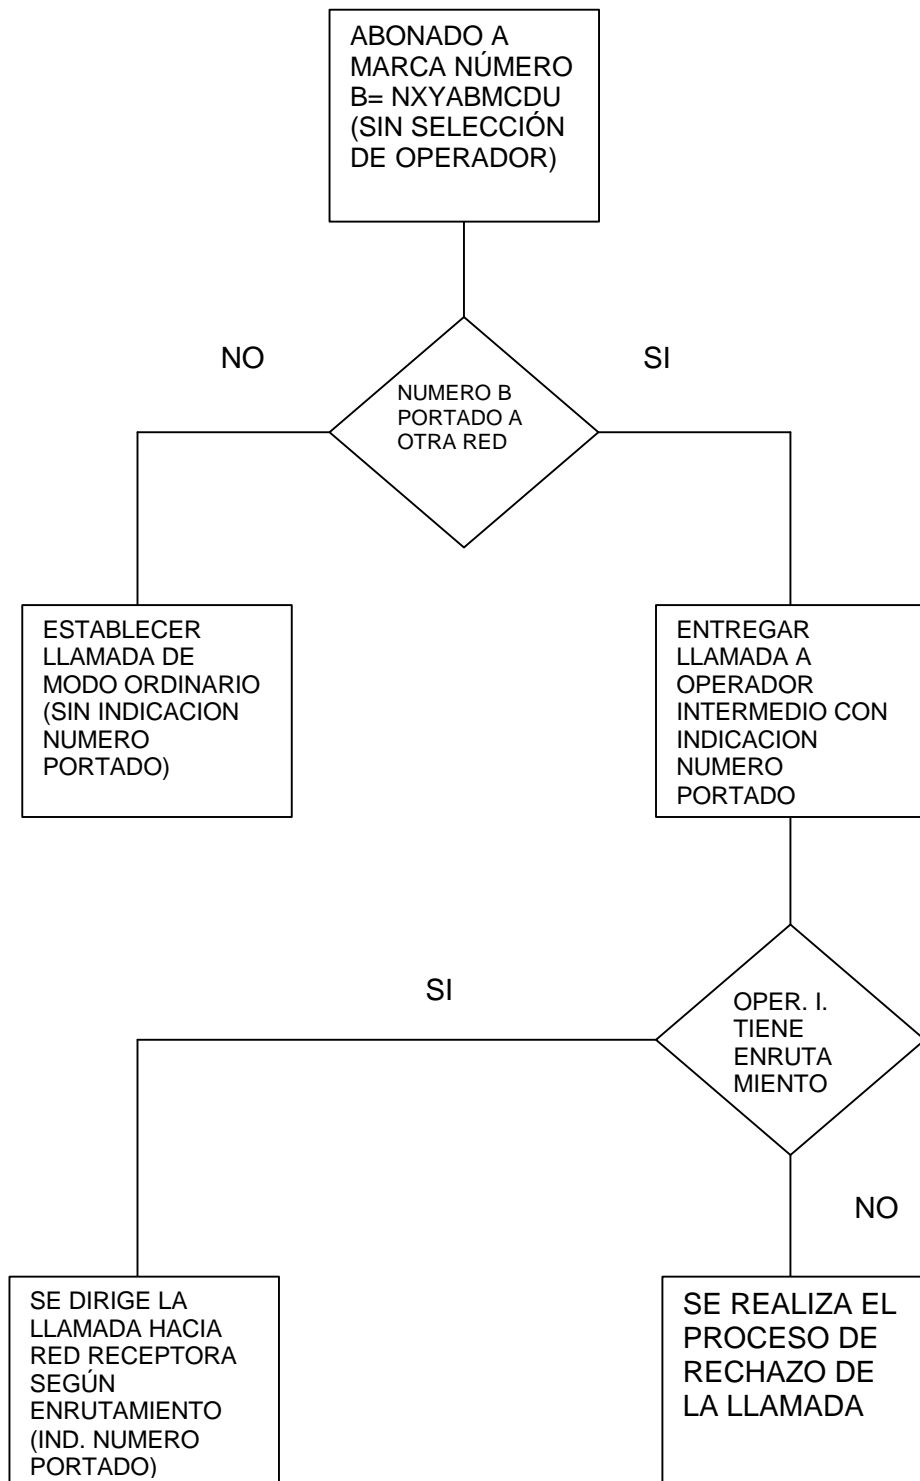 ABONADO A
MARCA NÚMERO
B= NXYABMCDU
(SIN SELECCIÓN
DE OPERADOR)
NO
SI
NUMERO B
PORTADO A
OTRA RED
ESTABLECER
LLAMADA DE
MODO ORDINARIO
(SIN INDICACION
NUMERO
PORTADO)
ENTREGAR
LLAMADA A
OPERADOR
INTERMEDIO CON
INDICACION
NUMERO
PORTADO
SI
OPER. I.
TIENE
ENRUTA
MIENTO
NO
SE DIRIGE LA
LLAMADA HACIA
RED RECEPTORA
SEGÚN
ENRUTAMIENTO
(IND. NUMERO
PORTADO)
SE REALIZA EL
PROCESO DE
RECHAZO DE
LA LLAMADA